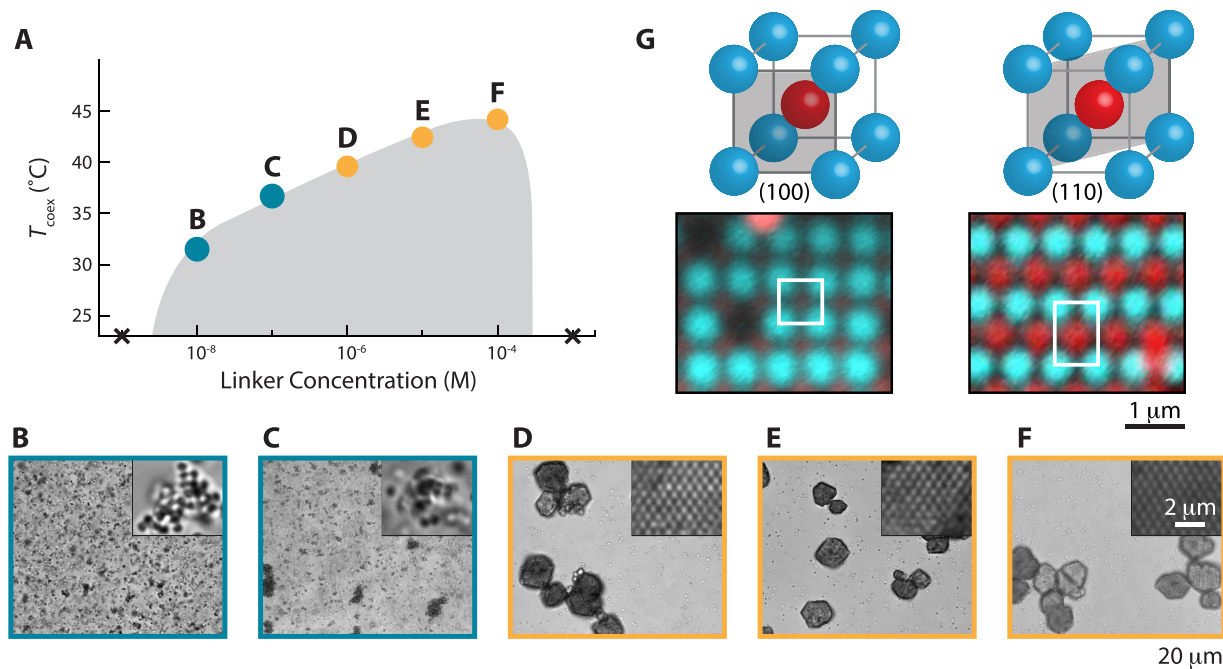 A
G
45
40
35
30
25
T_coex (˚C)
B
C
D
E
F
10⁻⁸
10⁻⁶
10⁻⁴
Linker Concentration (M)
(100)
(110)
1 μm
B
C
D
E
F
2 μm
20 μm